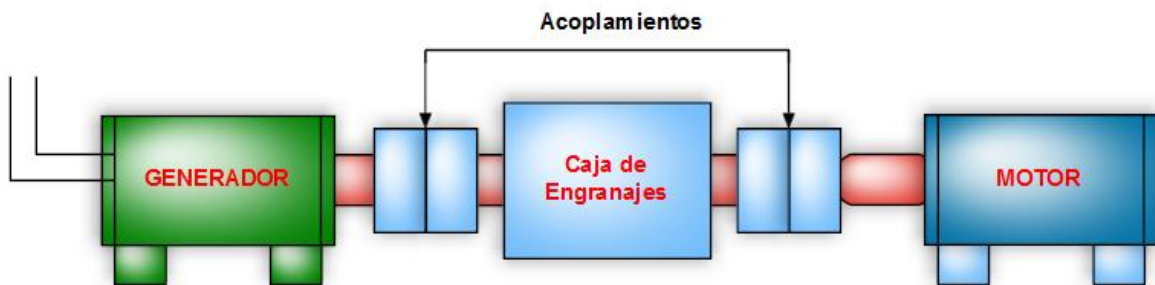 Acoplamientos
GENERADOR
Caja de
Engranajes
MOTOR